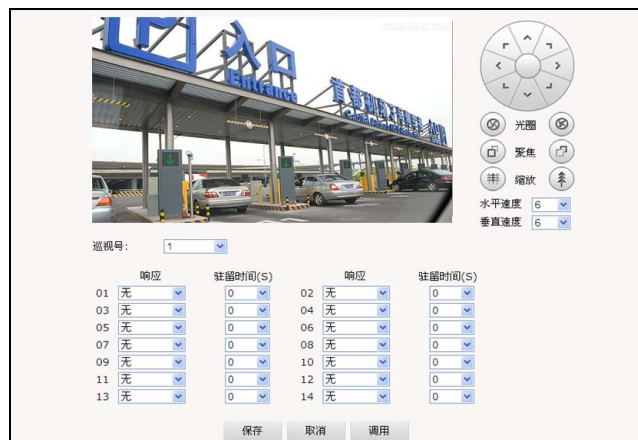 P 入口
Entrance
光圈
聚焦
缩放
水平速度 6
垂直速度 6
巡视号: 1
响应 驻留时间(S) 响应 驻留时间(S)
01 无 0 02 无 0
03 无 0 04 无 0
05 无 0 06 无 0
07 无 0 08 无 0
09 无 0 10 无 0
11 无 0 12 无 0
13 无 0 14 无 0
保存 取消 调用